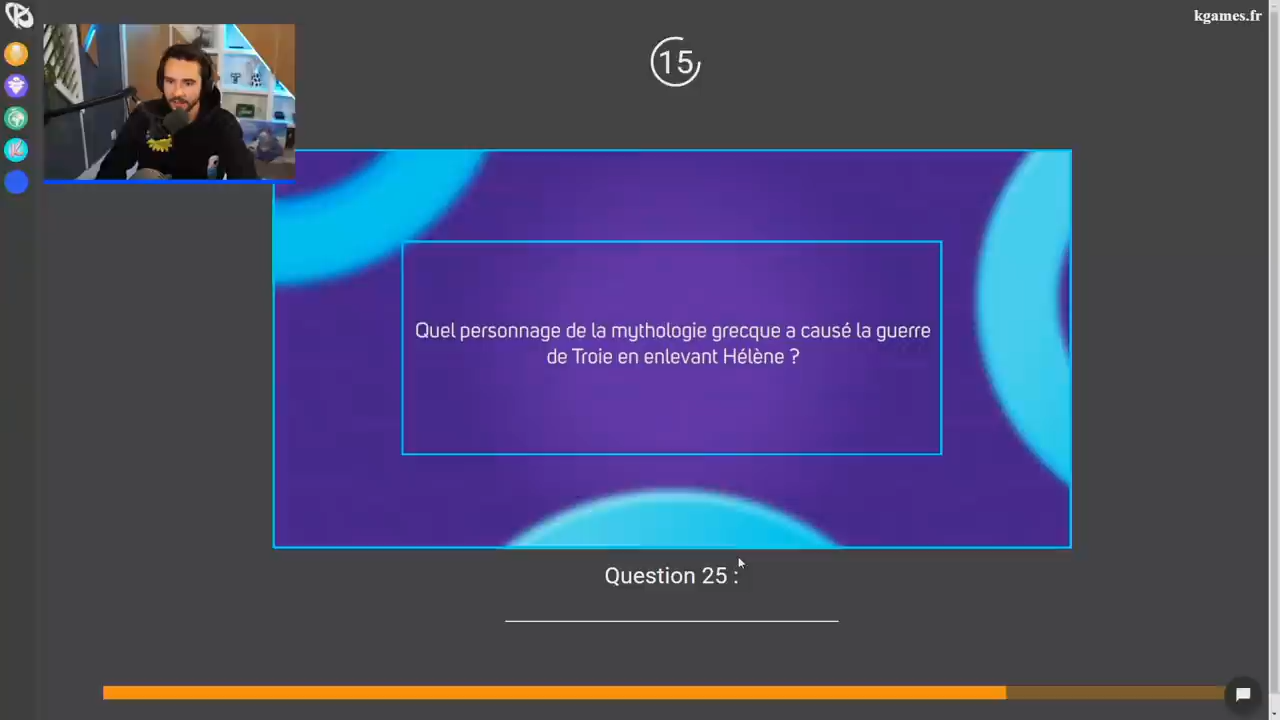 kgames.fr
15
Quel personnage de la mythologie grecque a causé la guerre
de Troie en enlevant Hélène ?
Question 25 :